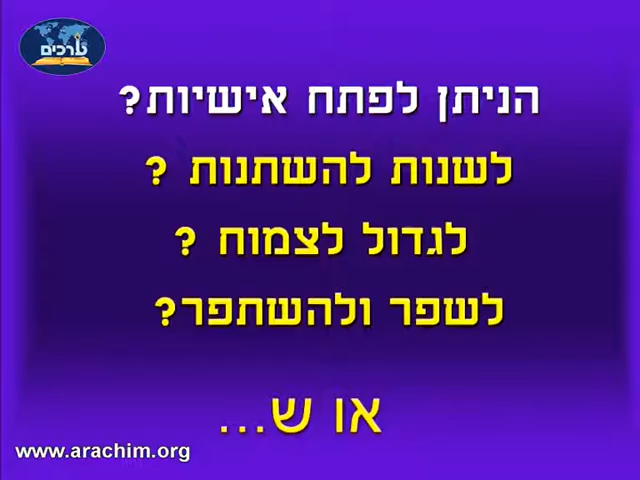 ערכים
הניתן לפתח אישיות?
לשנות להשתנות ?
לגדול לצמוח ?
לשפר ולהשתפר?
או ש...
www.arachim.org